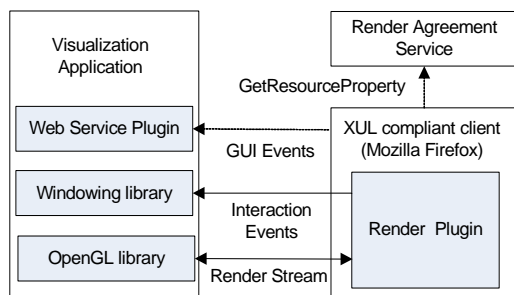 Visualization
Application
Render Agreement
Service
GetResourceProperty
Web Service Plugin
GUI Events
XUL compliant client
(Mozilla Firefox)
Windowing library
Interaction
Events
Render Plugin
OpenGL library
Render Stream